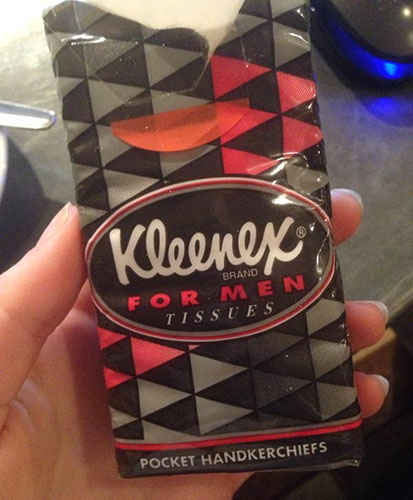 Kleenex®
BRAND
FOR MEN
TISSUES
POCKET HANDKERCHIEFS